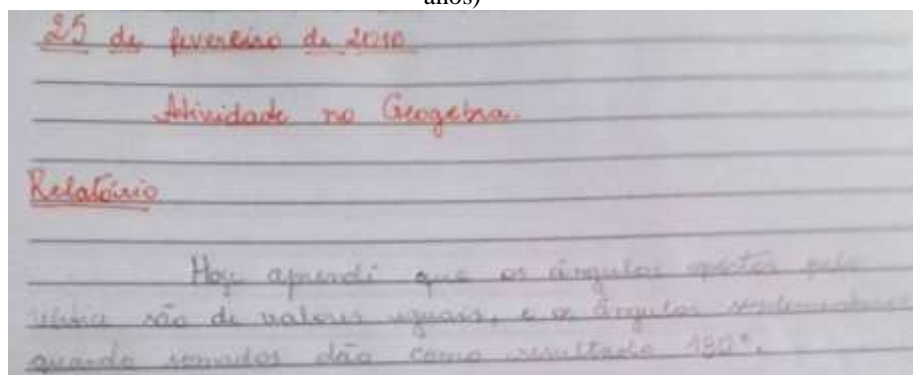 anos)
25 de fevereiro de 2010
Atividade no Geogebra.
Relatório
Hoje aprendi que os ângulos opostos pelo
vértice são de valores iguais, e os ângulos
quando somados dão como resultado 180°.